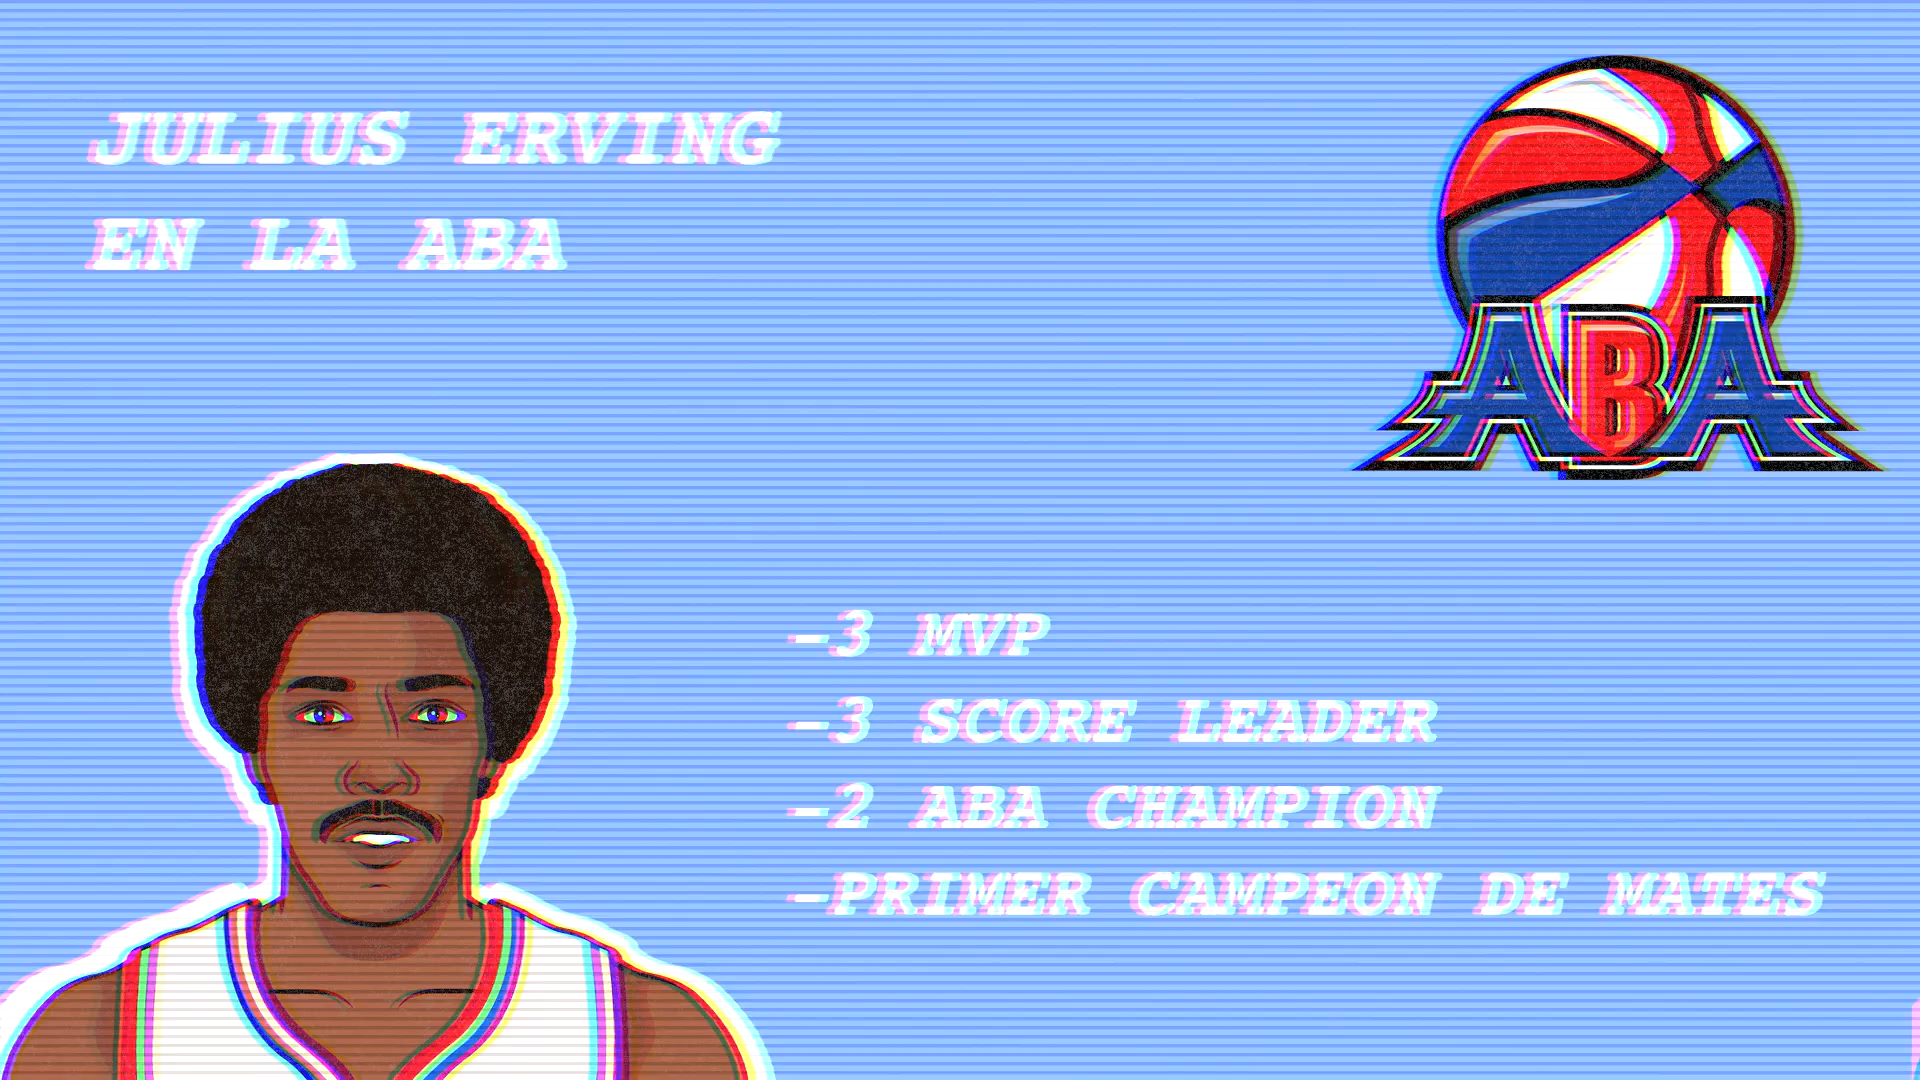 JULIUS ERVING
EN LA ABA
ABA
-3 MVP
-3 SCORE LEADER
-2 ABA CHAMPION
-PRIMER CAMPEON DE MATES